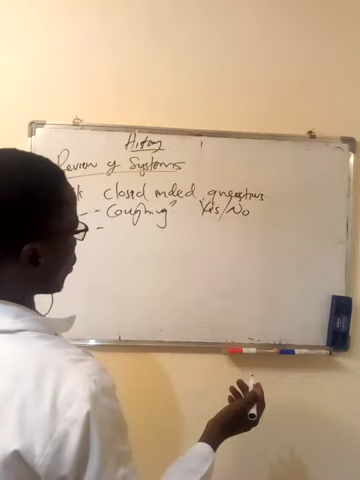 History
Review of Systems
closed ended questions
- Coughing? Yes/No
-